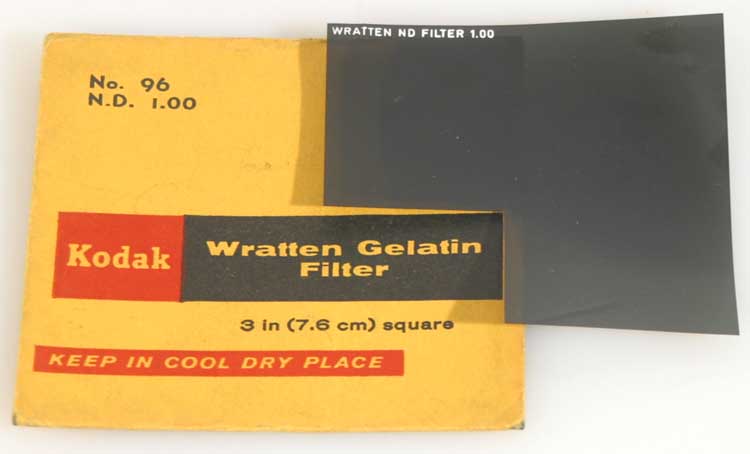 WRATTEN ND FILTER 1.00
No. 96
N.D. 1.00
Kodak
Wratten Gelatin
Filter
3 in (7.6 cm) square
KEEP IN COOL DRY PLACE